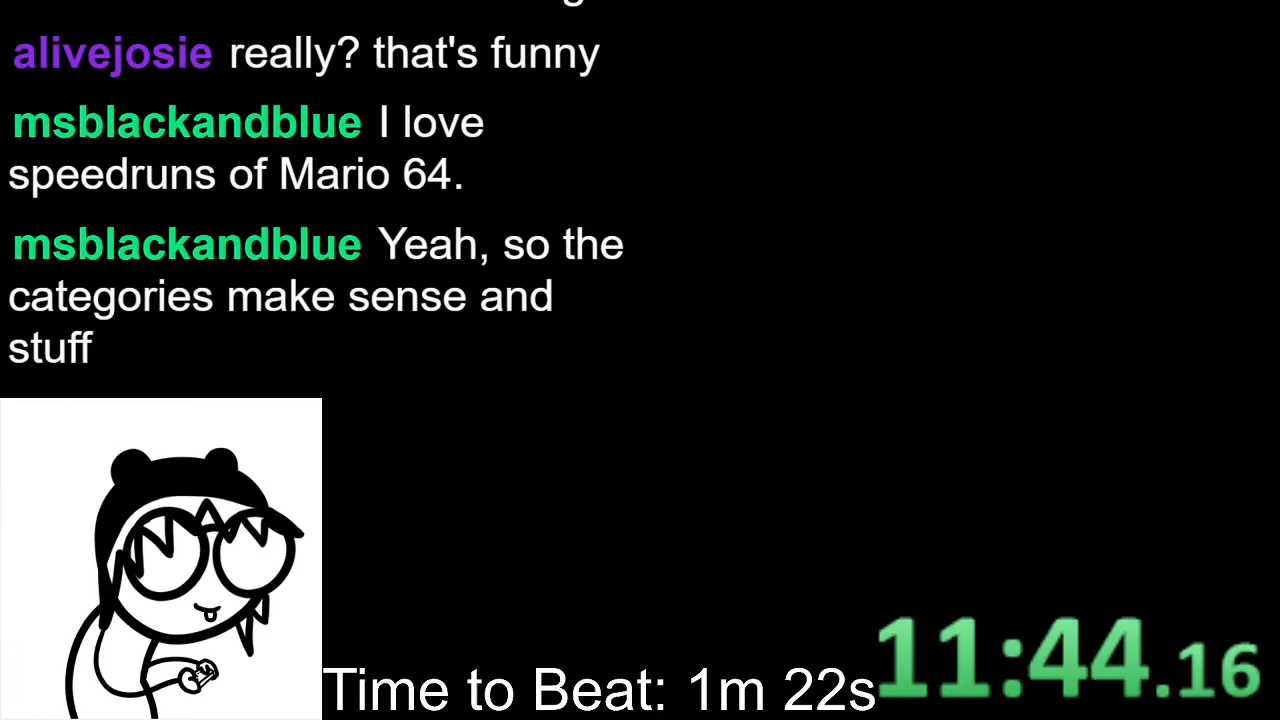 alivejosie really? that's funny
msblackandblue I love
speedruns of Mario 64.
msblackandblue Yeah, so the
categories make sense and
stuff
Time to Beat: 1m 22s
11:44.16